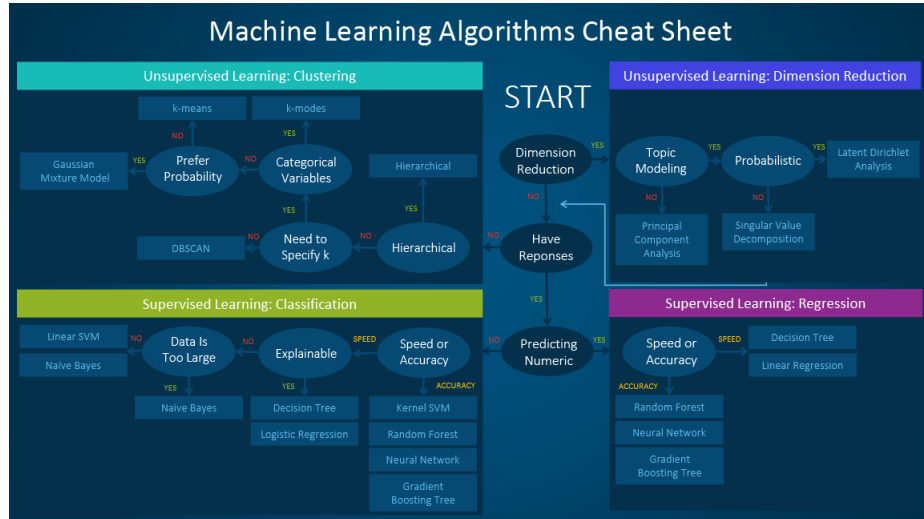 Machine Learning Algorithms Cheat Sheet
Unsupervised Learning: Clustering
k-means
k-modes
NO
YES
Gaussian
Mixture Model
YES
Prefer
Probability
NO
Categorical
Variables
Hierarchical
YES
YES
DBSCAN
NO
Need to
Specify k
NO
Hierarchical
NO
START
Dimension
Reduction
YES
NO
Have
Reponses
YES
Predicting
Numeric
NO
YES
Unsupervised Learning: Dimension Reduction
Topic
Modeling
YES
Probabilistic
YES
Latent Dirichlet
Analysis
NO
NO
Principal
Component
Analysis
Singular Value
Decomposition
Supervised Learning: Classification
Linear SVM
Naïve Bayes
NO
Data Is
Too Large
NO
Explainable
SPEED
Speed or
Accuracy
YES
YES
ACCURACY
Naïve Bayes
Decision Tree
Logistic Regression
Kernel SVM
Random Forest
Neural Network
Gradient
Boosting Tree
Supervised Learning: Regression
Speed or
Accuracy
SPEED
Decision Tree
Linear Regression
ACCURACY
Random Forest
Neural Network
Gradient
Boosting Tree